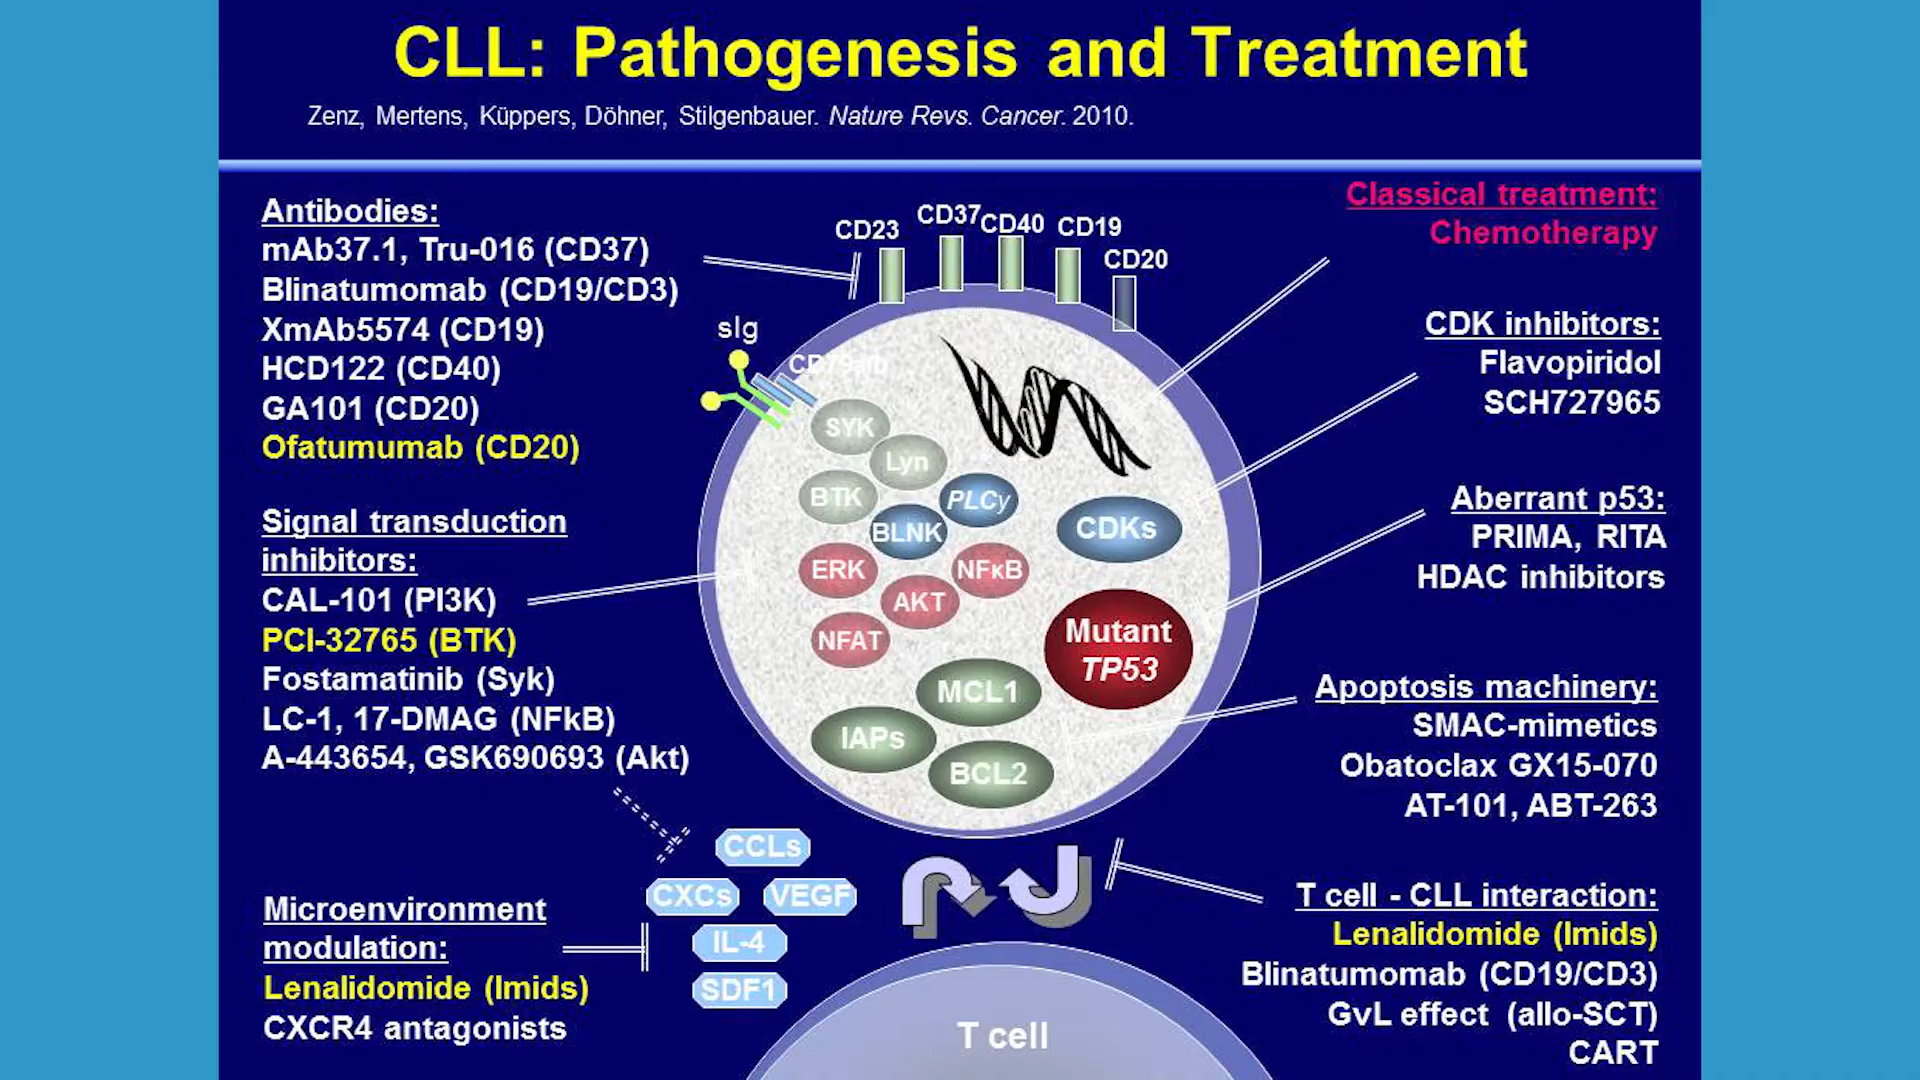 CLL: Pathogenesis and Treatment
Zenz, Mertens, Küppers, Döhner, Stilgenbauer. Nature Revs. Cancer. 2010.
Antibodies:
mAb37.1, Tru-016 (CD37)
Blinatumomab (CD19/CD3)
XmAb5574 (CD19)
HCD122 (CD40)
GA101 (CD20)
Ofatumumab (CD20)
Signal transduction
inhibitors:
CAL-101 (PI3K)
PCI-32765 (BTK)
Fostamatinib (Syk)
LC-1, 17-DMAG (NFkB)
A-443654, GSK690693 (Akt)
Microenvironment
modulation:
Lenalidomide (Imids)
CXCR4 antagonists
CD23
CD37
CD40
CD19
CD20
sIg
CD79a/b
SYK
Lyn
BTK
PLCγ
BLNK
CDKs
ERK
NFκB
AKT
NFAT
Mutant
TP53
MCL1
IAPs
BCL2
CCLs
CXCs
VEGF
IL-4
SDF1
T cell
Classical treatment:
Chemotherapy
CDK inhibitors:
Flavopiridol
SCH727965
Aberrant p53:
PRIMA, RITA
HDAC inhibitors
Apoptosis machinery:
SMAC-mimetics
Obatoclax GX15-070
AT-101, ABT-263
T cell - CLL interaction:
Lenalidomide (Imids)
Blinatumomab (CD19/CD3)
GvL effect (allo-SCT)
CART